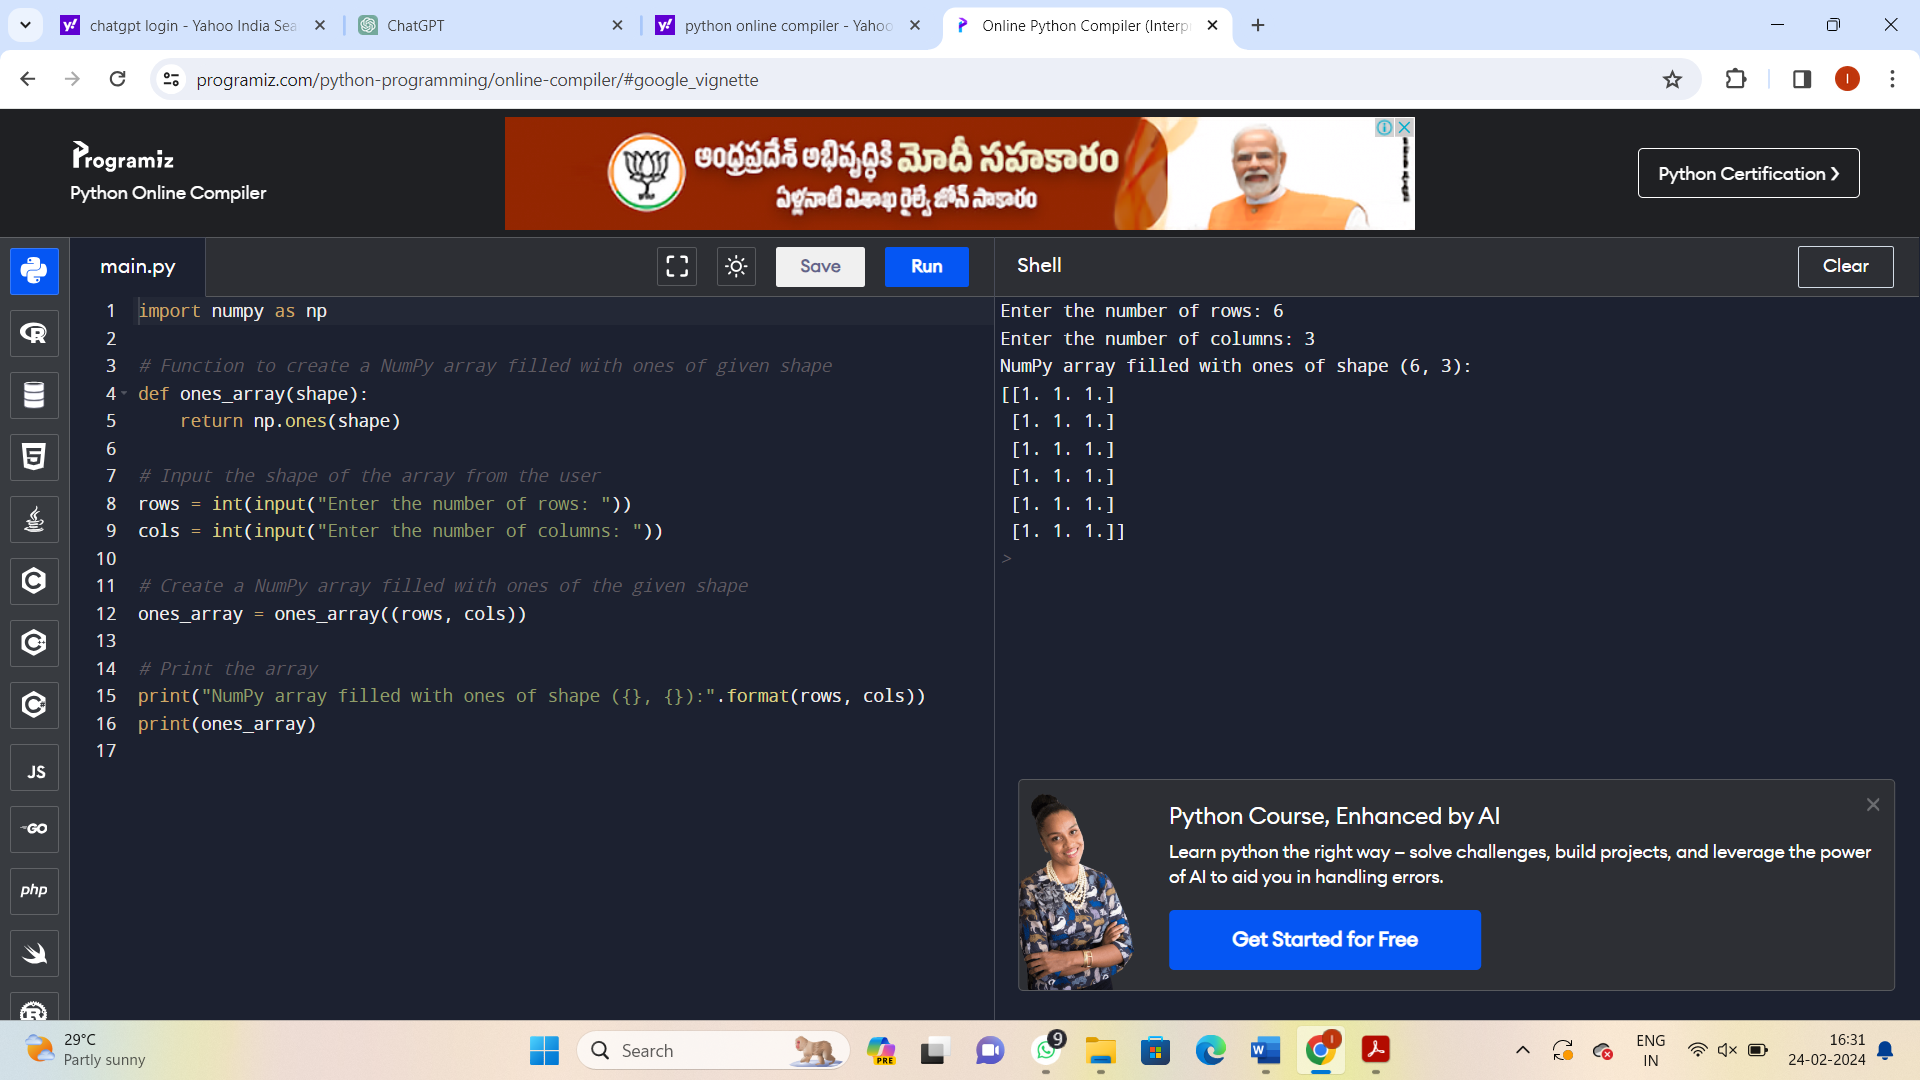 chatgpt login - Yahoo India Sea
ChatGPT
python online compiler - Yahoo
Online Python Compiler (Interp
programiz.com/python-programming/online-compiler/#google_vignette
I
Programiz
Python Online Compiler
ఆంధ్రప్రదేశ్ అభివృద్ధికి మోదీ సహకారం
ఏళ్లనాటి విశాఖ రైల్వే జోన్ సాకారం
Python Certification ❯
main.py
Save
Run
Shell
Clear
1 import numpy as np
2
3 # Function to create a NumPy array filled with ones of given shape
4 def ones_array(shape):
5 return np.ones(shape)
6
7 # Input the shape of the array from the user
8 rows = int(input("Enter the number of rows: "))
9 cols = int(input("Enter the number of columns: "))
10
11 # Create a NumPy array filled with ones of the given shape
12 ones_array = ones_array((rows, cols))
13
14 # Print the array
15 print("NumPy array filled with ones of shape ({}, {}):".format(rows, cols))
16 print(ones_array)
17
Enter the number of rows: 6
Enter the number of columns: 3
NumPy array filled with ones of shape (6, 3):
[[1. 1. 1.]
[1. 1. 1.]
[1. 1. 1.]
[1. 1. 1.]
[1. 1. 1.]
[1. 1. 1.]]
>
JS
GO
php
Python Course, Enhanced by AI
Learn python the right way – solve challenges, build projects, and leverage the power
of AI to aid you in handling errors.
Get Started for Free
29°C
Partly sunny
Search
PRE
9
ENG
IN
16:31
24-02-2024